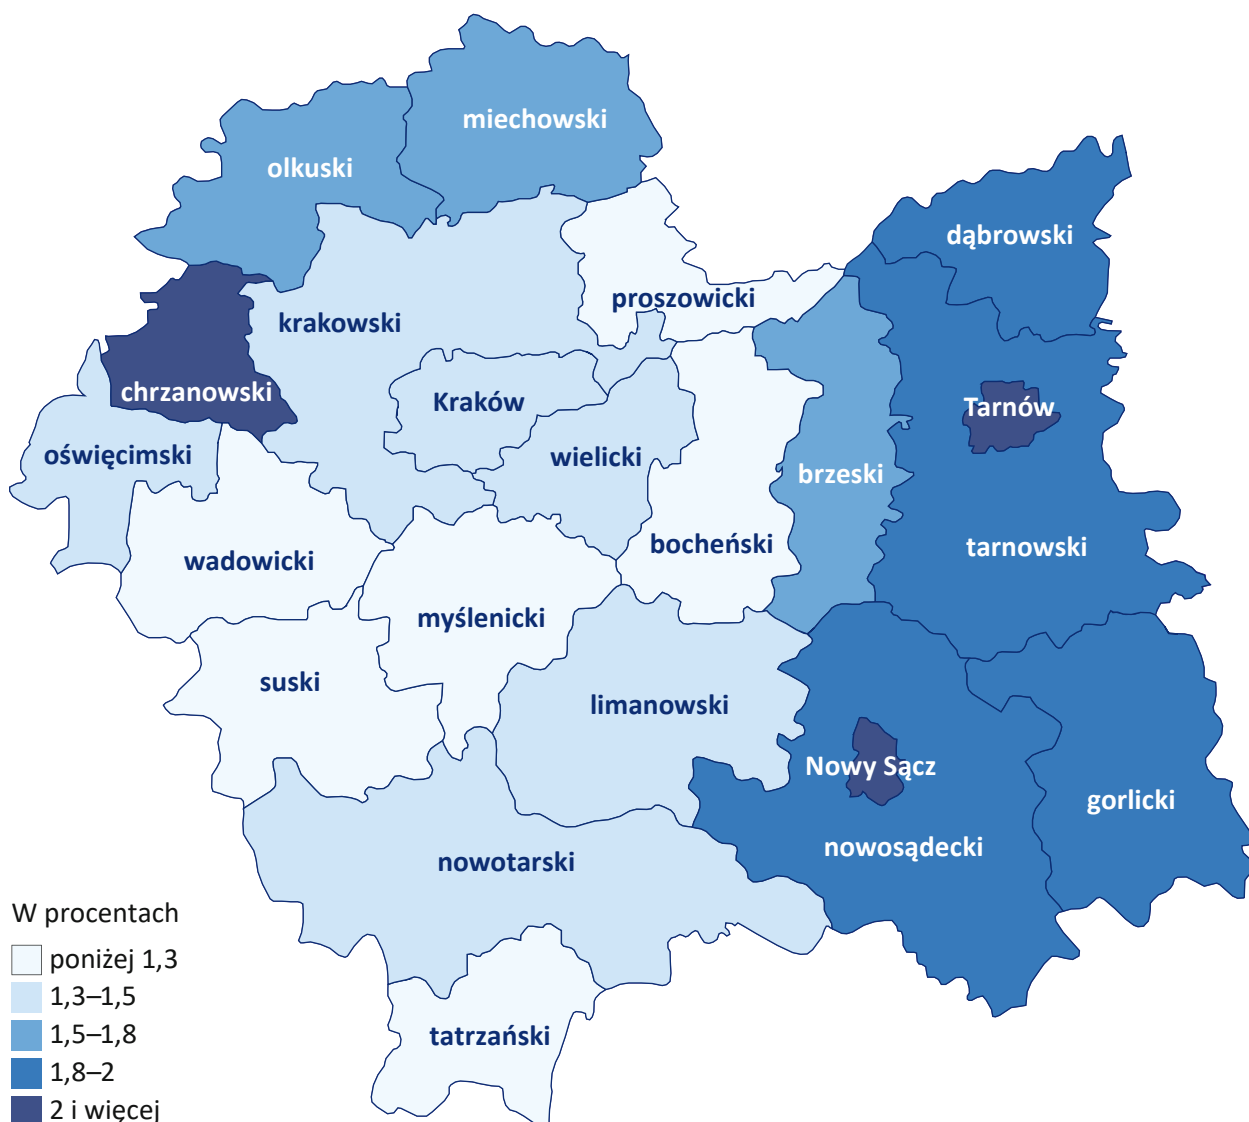 miechowski
olkuski
dąbrowski
proszowicki
krakowski
chrzanowski
Kraków
Tarnów
oświęcimski
wielicki
brzeski
bocheński
tarnowski
wadowicki
myślenicki
suski
limanowski
Nowy Sącz
gorlicki
nowosądecki
nowotarski
tatrzański
W procentach
poniżej 1,3
1,3–1,5
1,5–1,8
1,8–2
2 i więcej